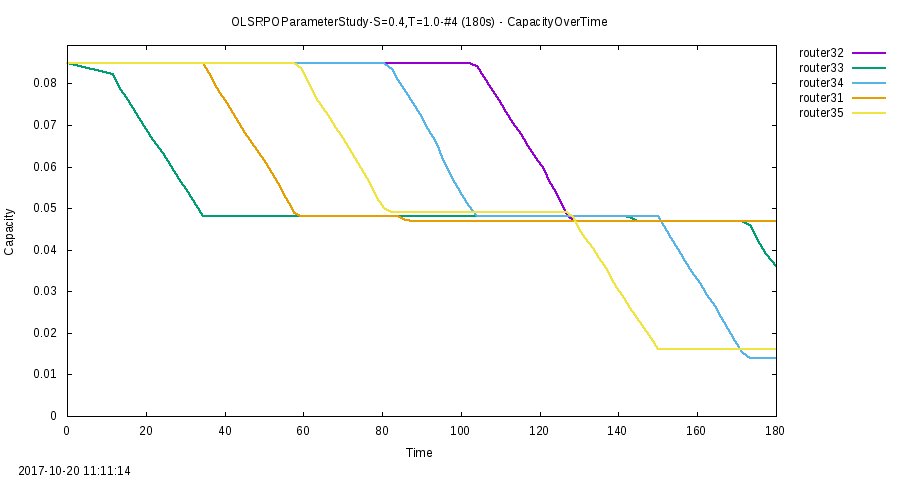 OLSRPOParameterStudy-S=0.4,T=1.0-#4 (180s) - CapacityOverTime
router32
router33
router34
router31
router35
0.08
0.07
0.06
0.05
0.04
0.03
0.02
0.01
0
Capacity
0 20 40 60 80 100 120 140 160 180
Time
2017-10-20 11:11:14